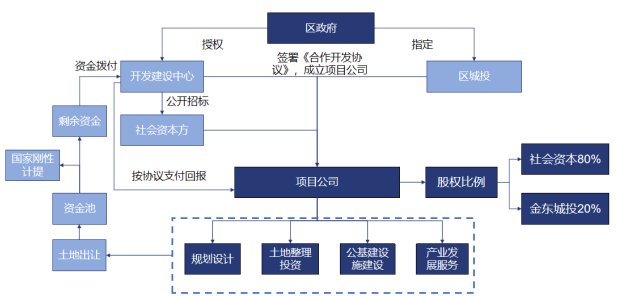 区政府
授权
指定
签署《合作开发协
议》，成立项目公司
资金拨付
开发建设中心
区城投
公开招标
剩余资金
社会资本方
国家刚性
计提
按协议支付回报
项目公司
股权比例
社会资本80%
金东城投20%
资金池
土地出让
规划设计
土地整理
投资
公基建设
施建设
产业发
展服务